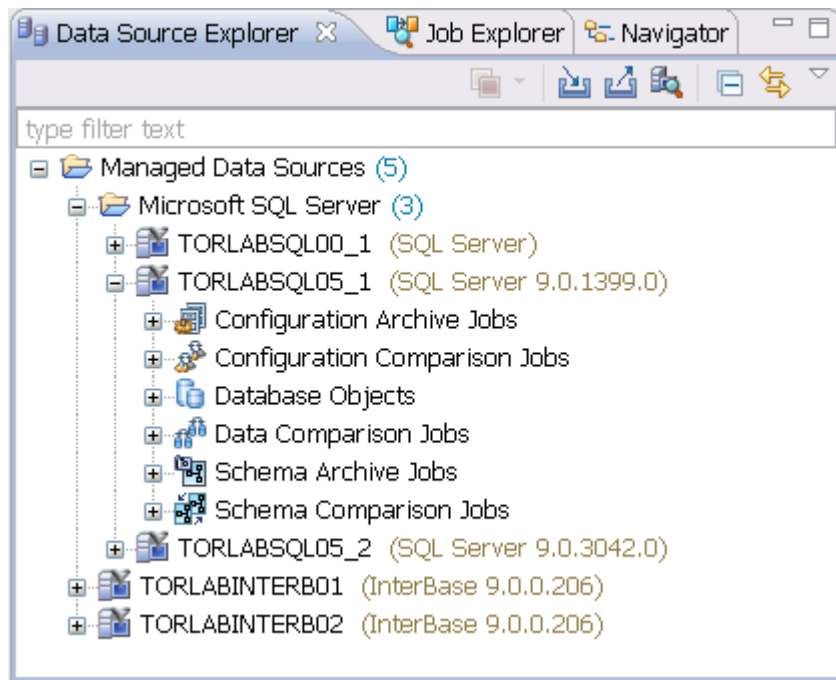 Data Source Explorer Job Explorer Navigator
type filter text
Managed Data Sources (5)
Microsoft SQL Server (3)
TORLABSQL00_1 (SQL Server)
TORLABSQL05_1 (SQL Server 9.0.1399.0)
Configuration Archive Jobs
Configuration Comparison Jobs
Database Objects
Data Comparison Jobs
Schema Archive Jobs
Schema Comparison Jobs
TORLABSQL05_2 (SQL Server 9.0.3042.0)
TORLABINTERB01 (InterBase 9.0.0.206)
TORLABINTERB02 (InterBase 9.0.0.206)